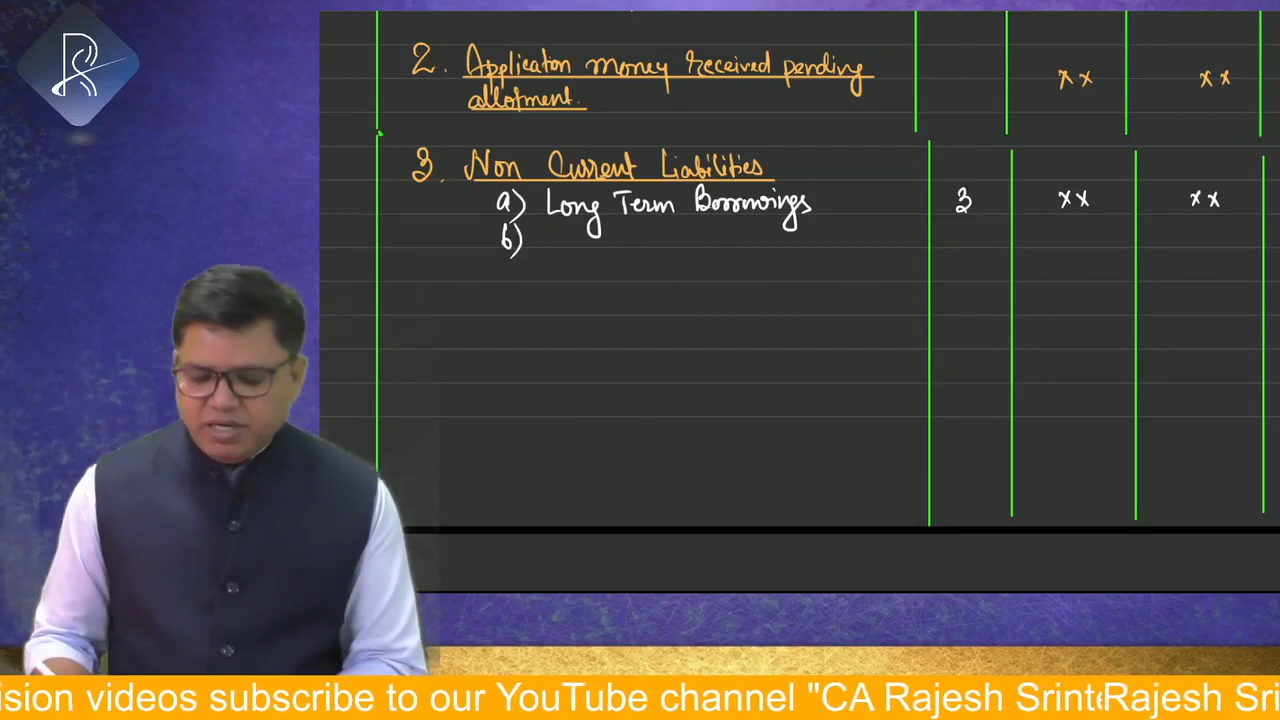 2. Applicaton money received pending x x x x
allotment.
3. Non Current Liabilities
a) Long Term Borrowings 3 x x x x
b)
ision videos subscribe to our YouTube channel "CA Rajesh Srint Rajesh Sri